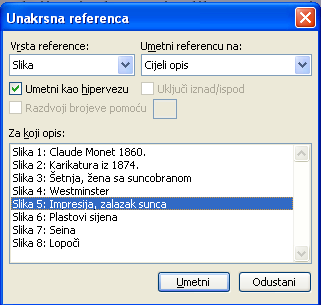 Unakrsna referenca
Vrsta reference: Umetni referencu na:
Slika Cijeli opis
Umetni kao hipervezu Uključi iznad/ispod
Razdvoji brojeve pomoću
Za koji opis:
Slika 1: Claude Monet 1860.
Slika 2: Karikatura iz 1874.
Slika 3: Šetnja, žena sa suncobranom
Slika 4: Westminster
Slika 5: Impresija, zalazak sunca
Slika 6: Plastovi sijena
Slika 7: Seina
Slika 8: Lopoči
Umetni Odustani